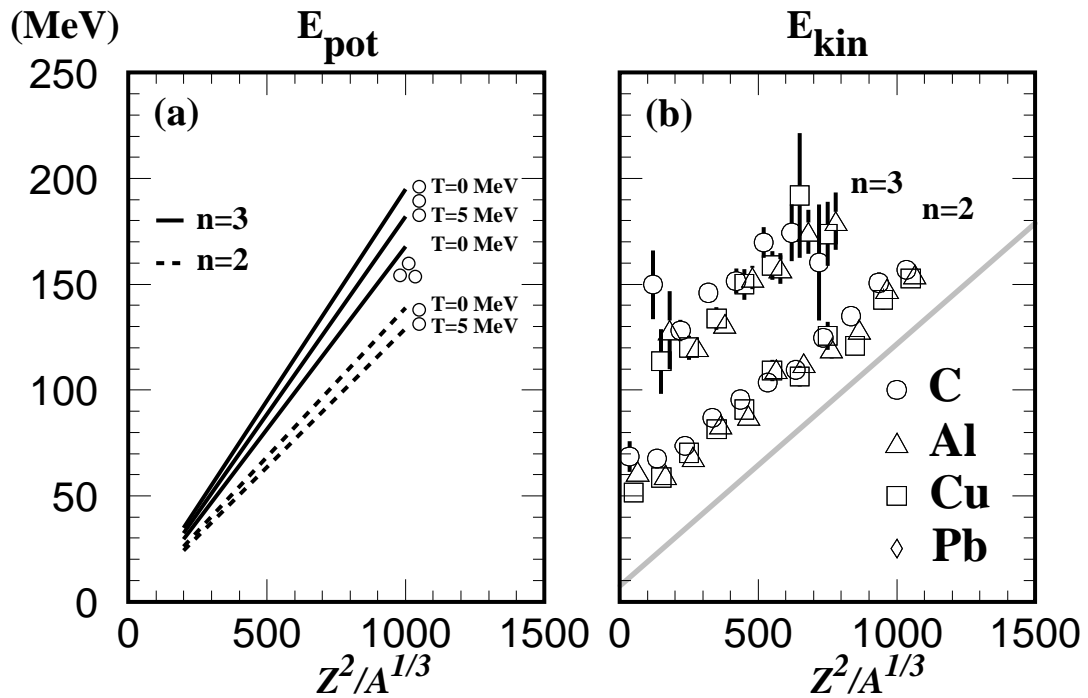 (MeV)
E_pot
E_kin
250
200
150
100
50
0
(a)
n=3
n=2
T=0 MeV
T=5 MeV
T=0 MeV
T=0 MeV
T=5 MeV
0 500 1000 1500
Z^2/A^{1/3}
(b)
n=3
n=2
C
Al
Cu
Pb
0 500 1000 1500
Z^2/A^{1/3}